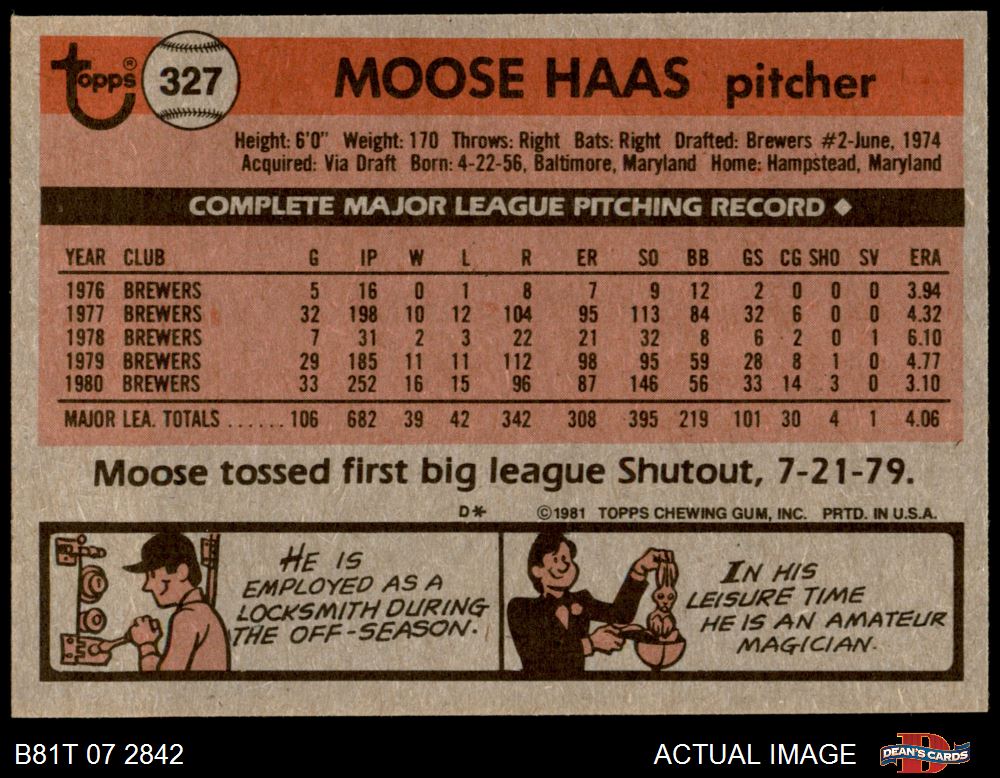 topps®
327
MOOSE HAAS pitcher
Height: 6'0" Weight: 170 Throws: Right Bats: Right Drafted: Brewers #2-June, 1974
Acquired: Via Draft Born: 4-22-56, Baltimore, Maryland Home: Hampstead, Maryland
COMPLETE MAJOR LEAGUE PITCHING RECORD ◆
YEAR CLUB G IP W L R ER SO BB GS CG SHO SV ERA
1976 BREWERS 5 16 0 1 8 7 9 12 2 0 0 0 3.94
1977 BREWERS 32 198 10 12 104 95 113 84 32 6 0 0 4.32
1978 BREWERS 7 31 2 3 22 21 32 8 6 2 0 1 6.10
1979 BREWERS 29 185 11 11 112 98 95 59 28 8 1 0 4.77
1980 BREWERS 33 252 16 15 96 87 146 56 33 14 3 0 3.10
MAJOR LEA. TOTALS ...... 106 682 39 42 342 308 395 219 101 30 4 1 4.06
Moose tossed first big league Shutout, 7-21-79.
D* ©1981 TOPPS CHEWING GUM, INC. PRTD. IN U.S.A.
HE IS
EMPLOYED AS A
LOCKSMITH DURING
THE OFF-SEASON.
IN HIS
LEISURE TIME
HE IS AN AMATEUR
MAGICIAN.
B81T 07 2842
ACTUAL IMAGE
DEAN'S CARDS